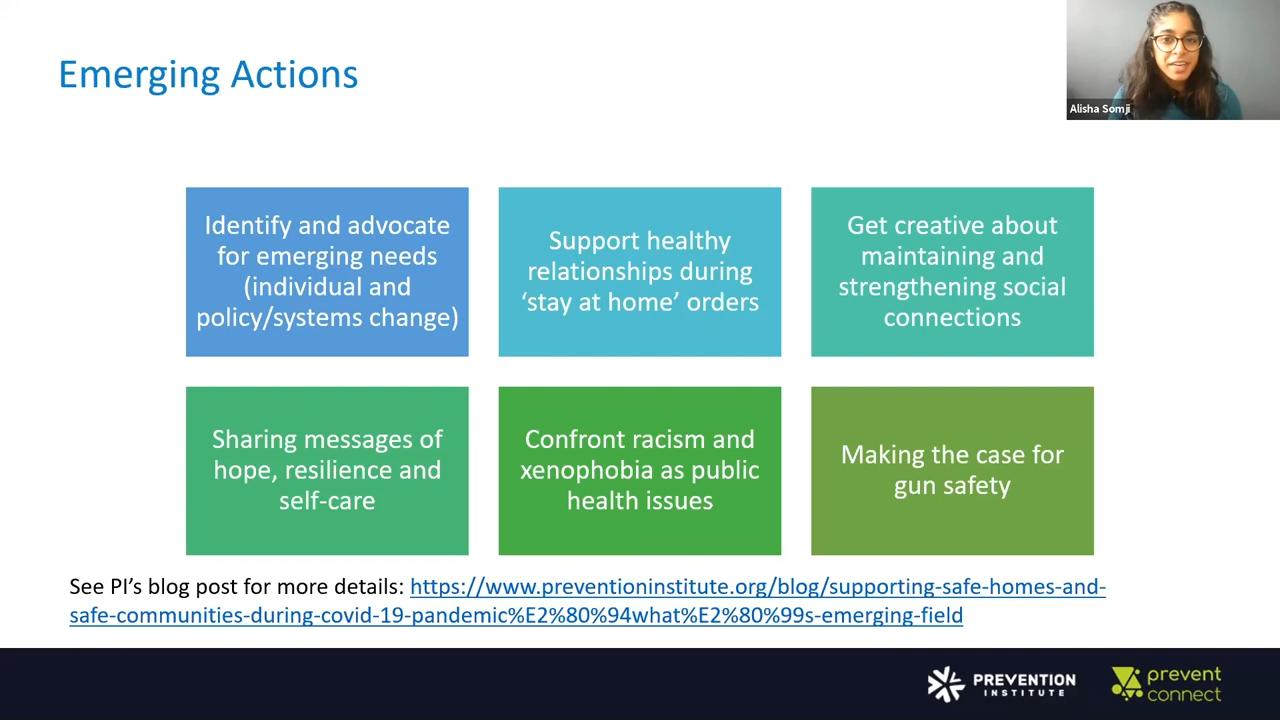 Emerging Actions
Alisha Somji
Identify and advocate
for emerging needs
(individual and
policy/systems change)
Support healthy
relationships during
‘stay at home’ orders
Get creative about
maintaining and
strengthening social
connections
Sharing messages of
hope, resilience and
self-care
Confront racism and
xenophobia as public
health issues
Making the case for
gun safety
See PI’s blog post for more details: https://www.preventioninstitute.org/blog/supporting-safe-homes-and-
safe-communities-during-covid-19-pandemic%E2%80%94what%E2%80%99s-emerging-field
PREVENTION
INSTITUTE
prevent
connect